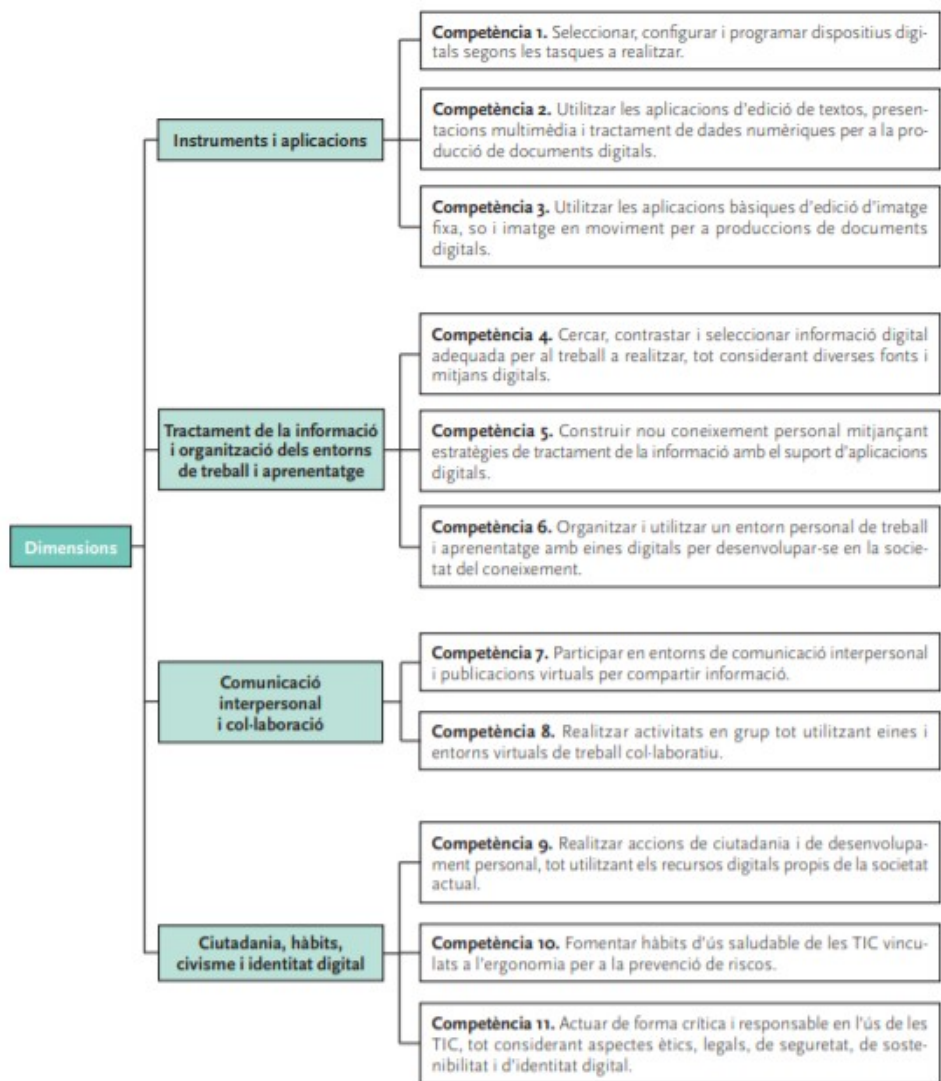 Dimensions
Instruments i aplicacions
Competència 1. Seleccionar, configurar i programar dispositius digi-
tals segons les tasques a realitzar.
Competència 2. Utilitzar les aplicacions d'edició de textos, presen-
tacions multimèdia i tractament de dades numèriques per a la pro-
ducció de documents digitals.
Competència 3. Utilitzar les aplicacions bàsiques d'edició d'imatge
fixa, so i imatge en moviment per a produccions de documents
digitals.
Tractament de la informació
i organització dels entorns
de treball i aprenentatge
Competència 4. Cercar, contrastar i seleccionar informació digital
adequada per al treball a realitzar, tot considerant diverses fonts i
mitjans digitals.
Competència 5. Construir nou coneixement personal mitjançant
estratègies de tractament de la informació amb el suport d'aplicacions
digitals.
Competència 6. Organitzar i utilitzar un entorn personal de treball
i aprenentatge amb eines digitals per desenvolupar-se en la socie-
tat del coneixement.
Comunicació
interpersonal
i col·laboració
Competència 7. Participar en entorns de comunicació interpersonal
i publicacions virtuals per compartir informació.
Competència 8. Realitzar activitats en grup tot utilitzant eines i
entorns virtuals de treball col·laboratiu.
Ciutadania, hàbits,
civisme i identitat digital
Competència 9. Realitzar accions de ciutadania i de desenvolupa-
ment personal, tot utilitzant els recursos digitals propis de la societat
actual.
Competència 10. Fomentar hàbits d'ús saludable de les TIC vincu-
lats a l'ergonomia per a la prevenció de riscos.
Competència 11. Actuar de forma crítica i responsable en l'ús de les
TIC, tot considerant aspectes ètics, legals, de seguretat, de soste-
nibilitat i d'identitat digital.